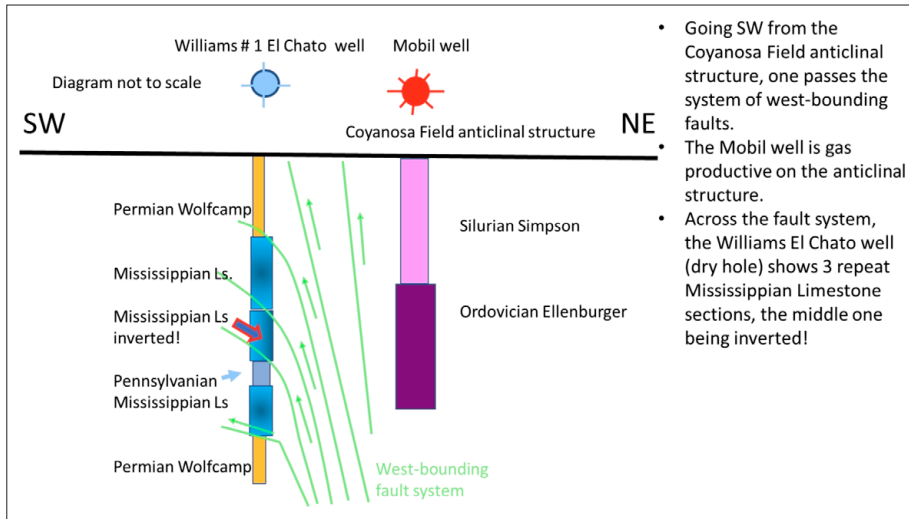 Williams # 1 El Chato well
Mobil well
Diagram not to scale
SW
NE
Coyanosa Field anticlinal structure
Permian Wolfcamp
Mississippian Ls.
Mississippian Ls
inverted!
Pennsylvanian
Mississippian Ls
Permian Wolfcamp
Silurian Simpson
Ordovician Ellenburger
West-bounding
fault system
• Going SW from the
Coyanosa Field anticlinal
structure, one passes the
system of west-bounding
faults.
• The Mobil well is gas
productive on the anticlinal
structure.
• Across the fault system,
the Williams El Chato well
(dry hole) shows 3 repeat
Mississippian Limestone
sections, the middle one
being inverted!